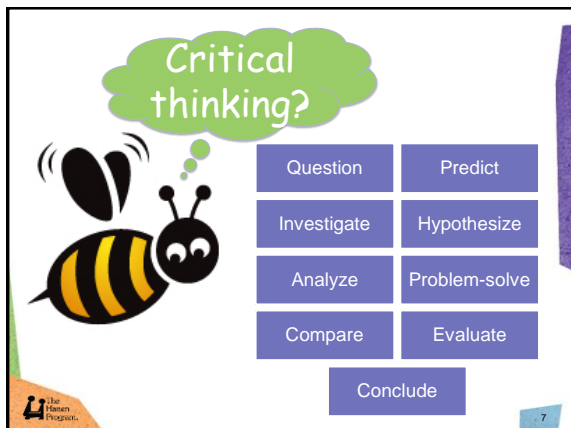 Critical
thinking?
Question
Predict
Investigate
Hypothesize
Analyze
Problem-solve
Compare
Evaluate
Conclude
The
Hanen
Program.
7